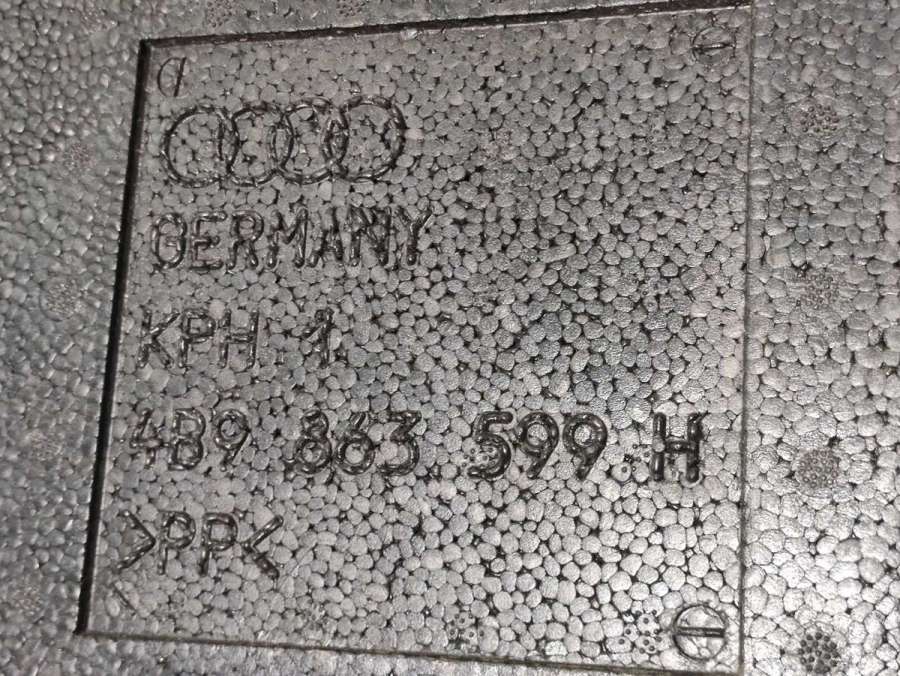 GERMANY
KPH 1
4B9 863 599 H
>PP<